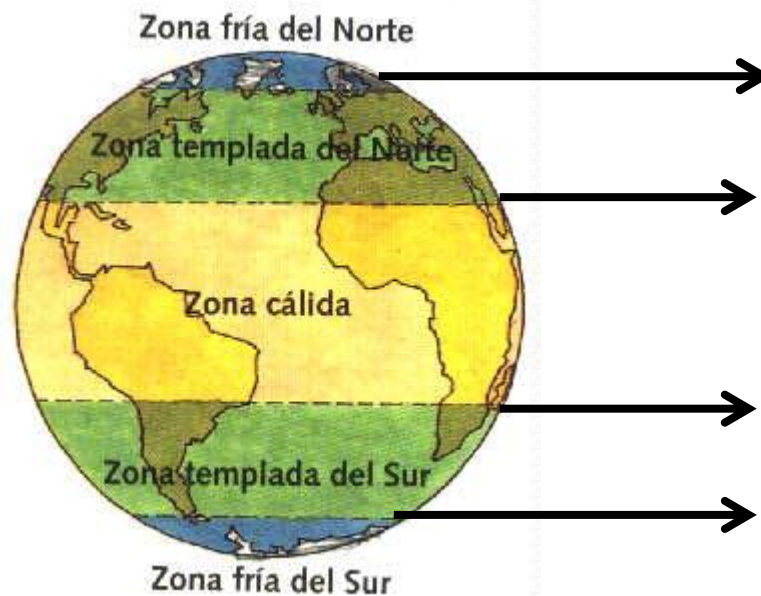 Zona fría del Norte
Zona templada del Norte
Zona cálida
Zona templada del Sur
Zona fría del Sur